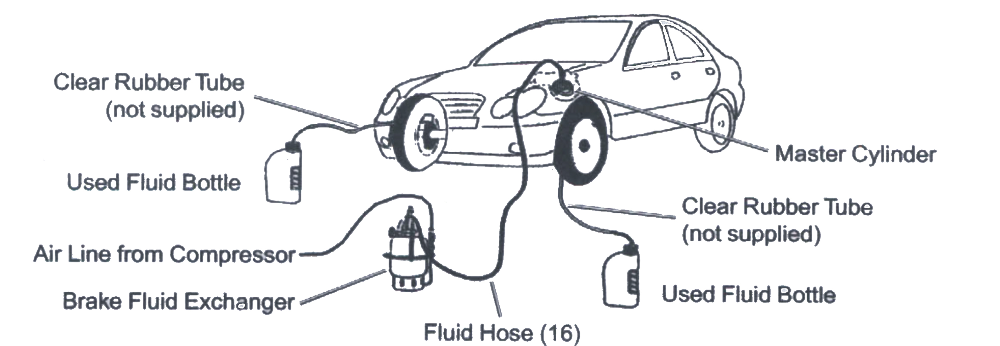 Clear Rubber Tube
(not supplied)
Used Fluid Bottle
Air Line from Compressor
Brake Fluid Exchanger
Fluid Hose (16)
Master Cylinder
Clear Rubber Tube
(not supplied)
Used Fluid Bottle